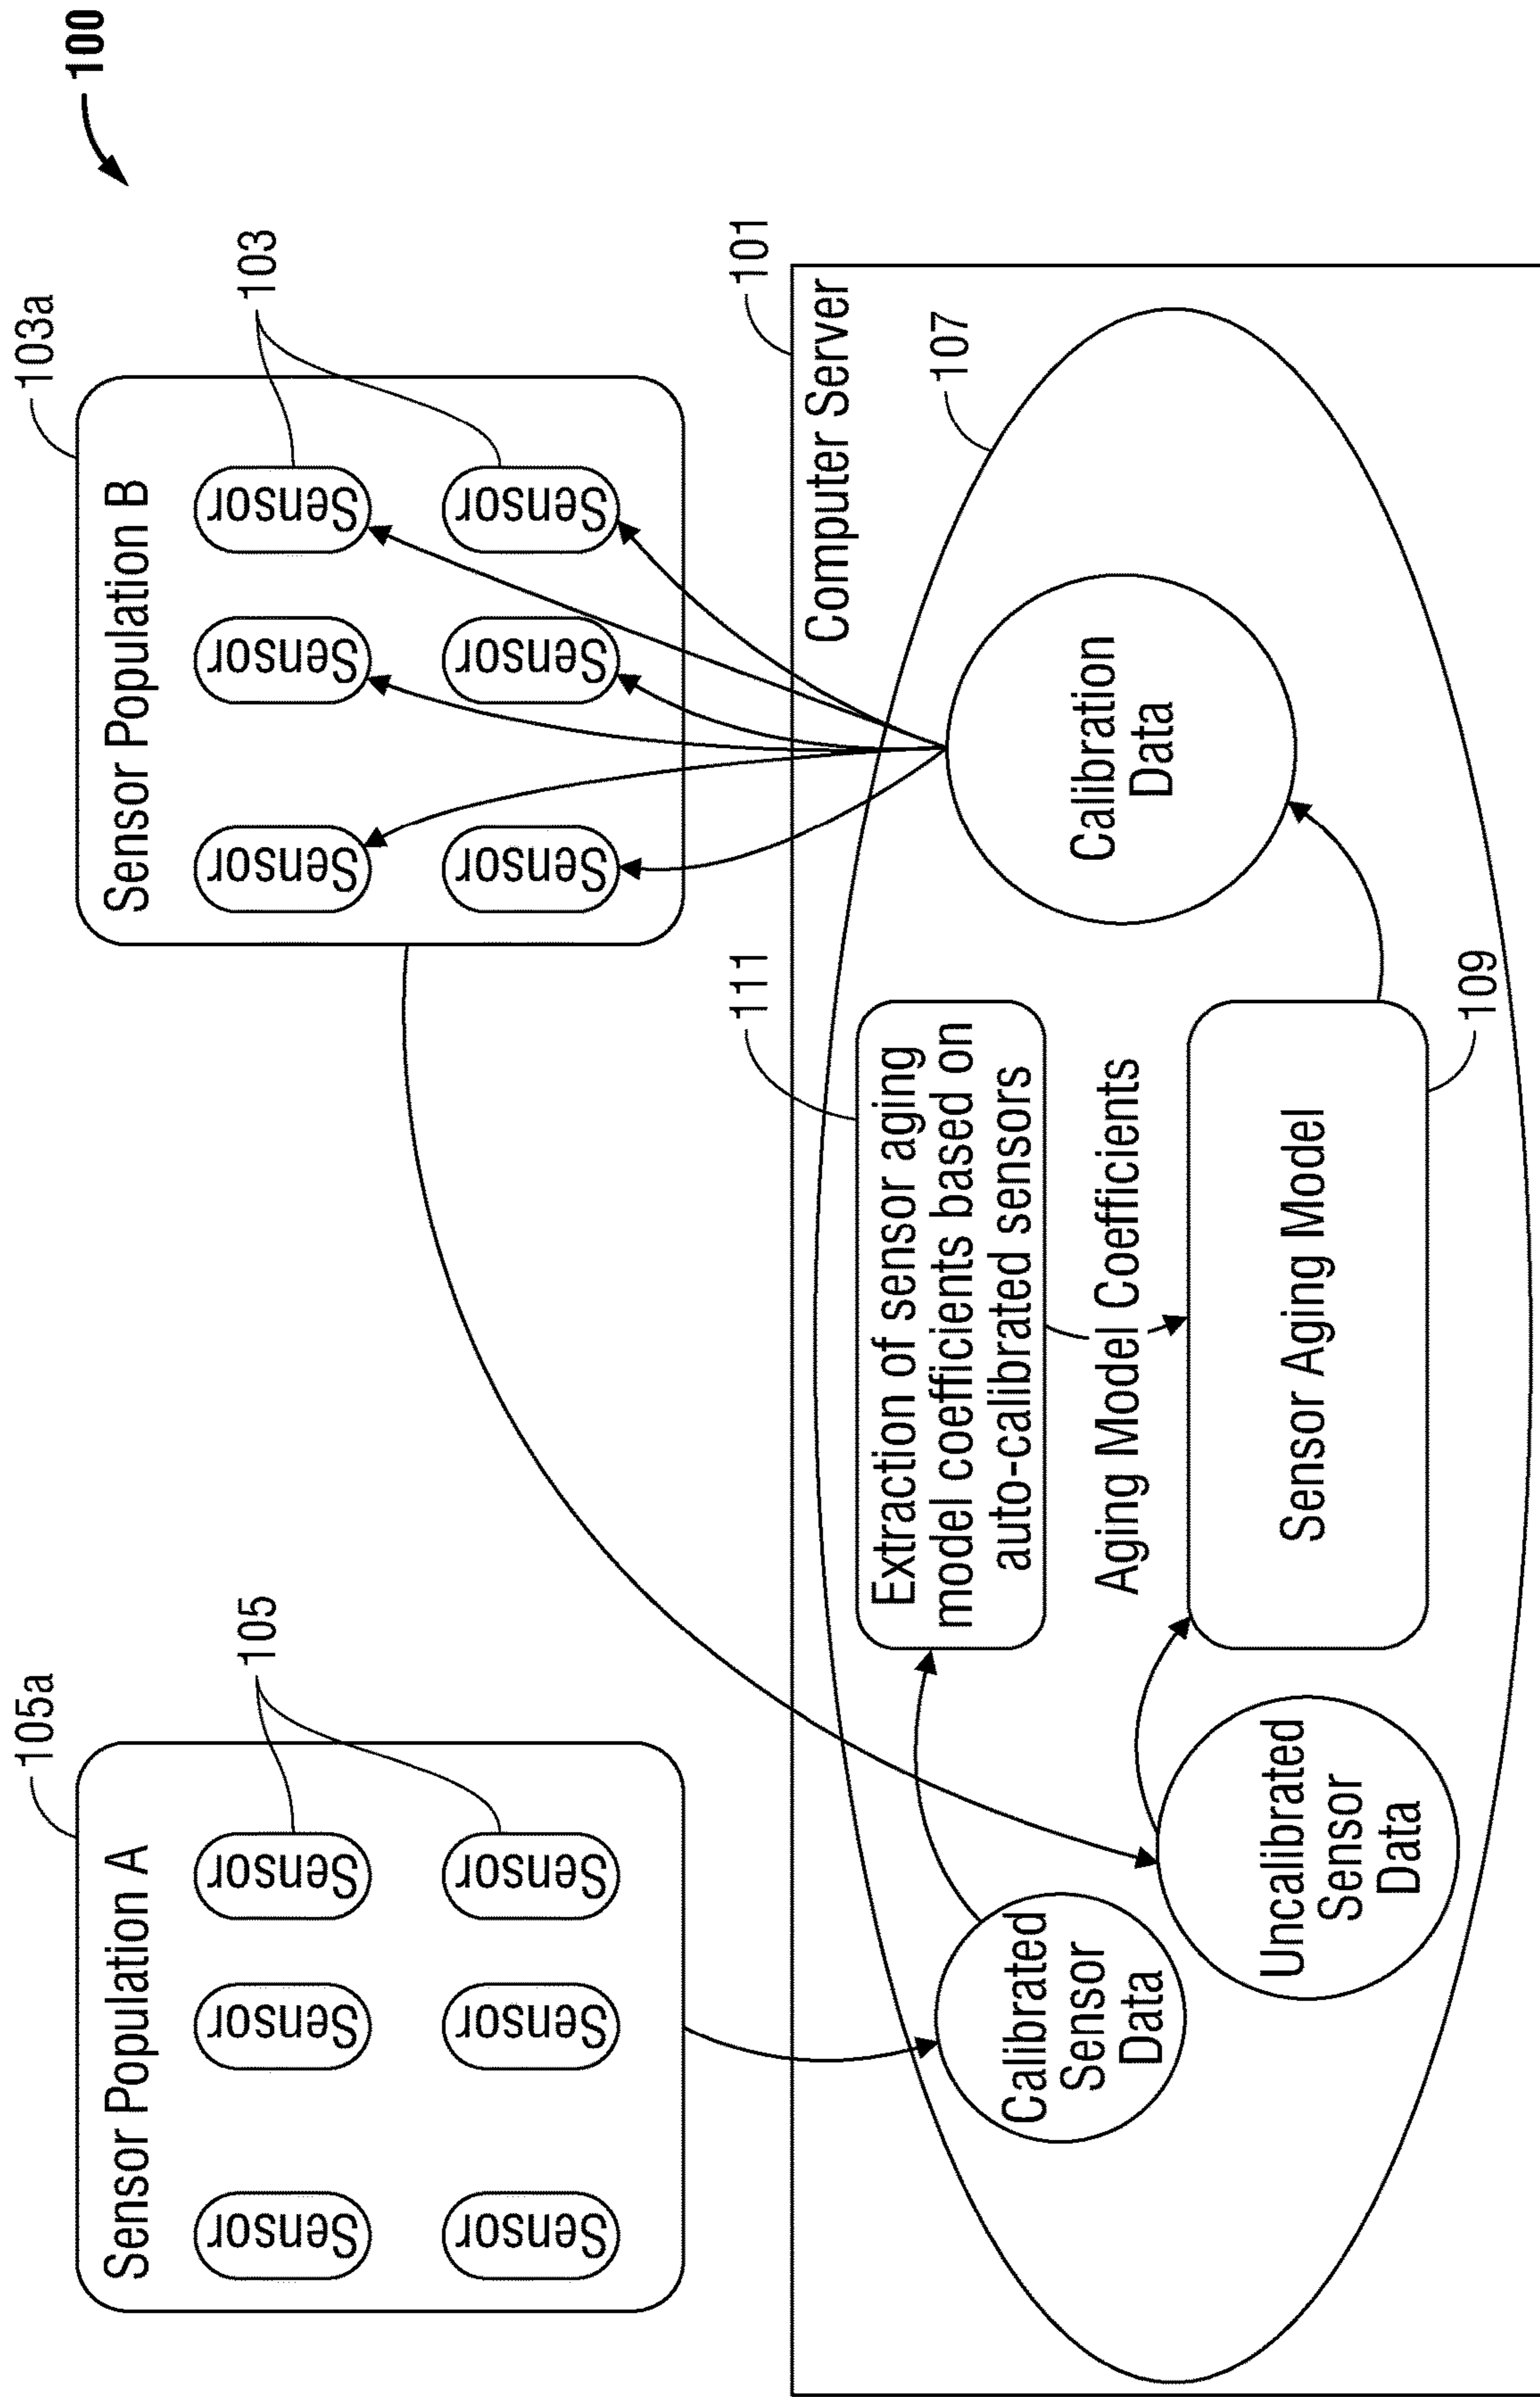 100
105a
103a
Sensor Population A
Sensor Population B
105
103
Sensor
Sensor
Sensor
Sensor
Sensor
Sensor
Sensor
Sensor
Sensor
Sensor
Sensor
Sensor
111
101
Computer Server
107
Extraction of sensor aging
model coefficients based on
auto-calibrated sensors
Calibrated
Sensor
Data
Aging Model Coefficients
Calibration
Data
Uncalibrated
Sensor
Data
Sensor Aging Model
109